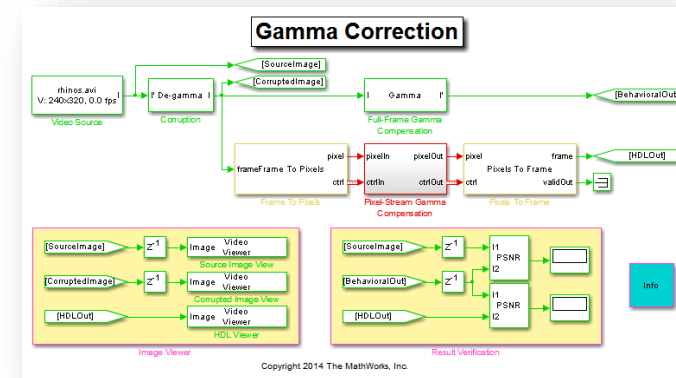 Gamma Correction
[SourceImage]
[CorruptedImage]
rhinos.avi
V: 240x320, 0.0 fps
I
Video Source
I' De-gamma I
Corruption
I Gamma I'
Full-Frame Gamma
Compensation
[BehavioralOut]
frame Frame To Pixels pixel ctrl
Frame To Pixels
pixelIn pixelOut
ctrlIn ctrlOut
Pixel-Stream Gamma
Compensation
pixel frame
Pixels To Frame
ctrl validOut
Pixels To Frame
[HDLOut]
[SourceImage]
z-1
Image Video Viewer
Source Image View
[CorruptedImage]
z-1
Image Video Viewer
Corrupted Image View
[HDLOut]
Image Video Viewer
HDL Viewer
Image Viewer
[SourceImage]
z-1
I1
PSNR
I2
[BehavioralOut]
z-1
I1
PSNR
I2
[HDLOut]
Result Verification
Info
Copyright 2014 The MathWorks, Inc.